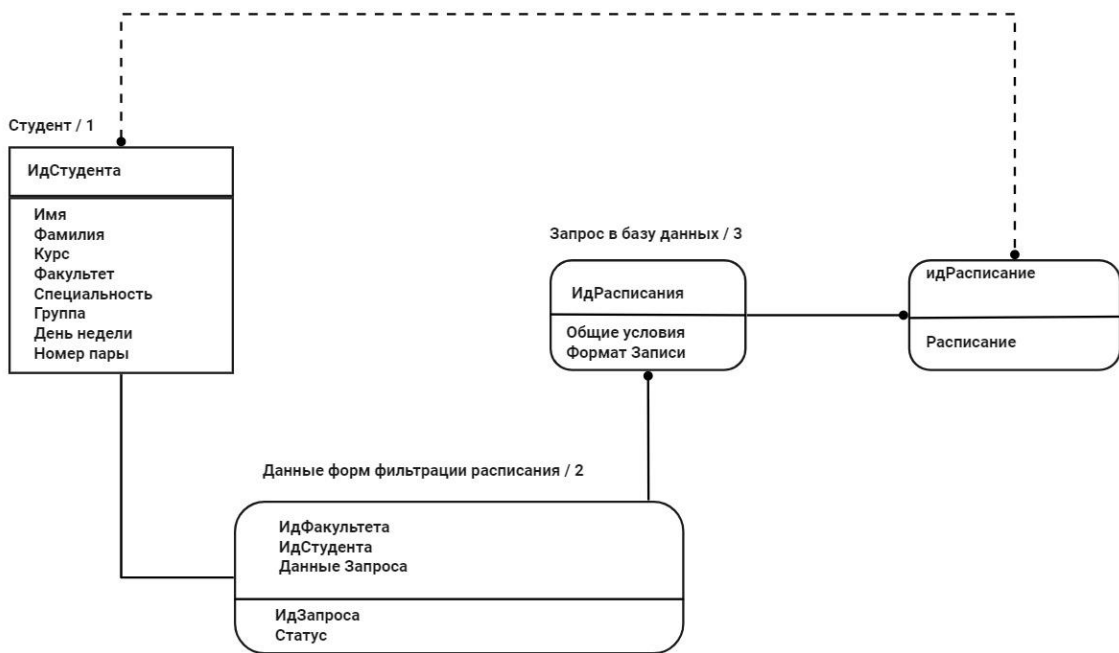 Студент / 1
ИдСтудента
Имя
Фамилия
Курс
Факультет
Специальность
Группа
День недели
Номер пары
Запрос в базу данных / 3
ИдРасписания
Общие условия
Формат Записи
идРасписание
Расписание
Данные форм фильтрации расписания / 2
ИдФакультета
ИдСтудента
Данные Запроса
ИдЗапроса
Статус